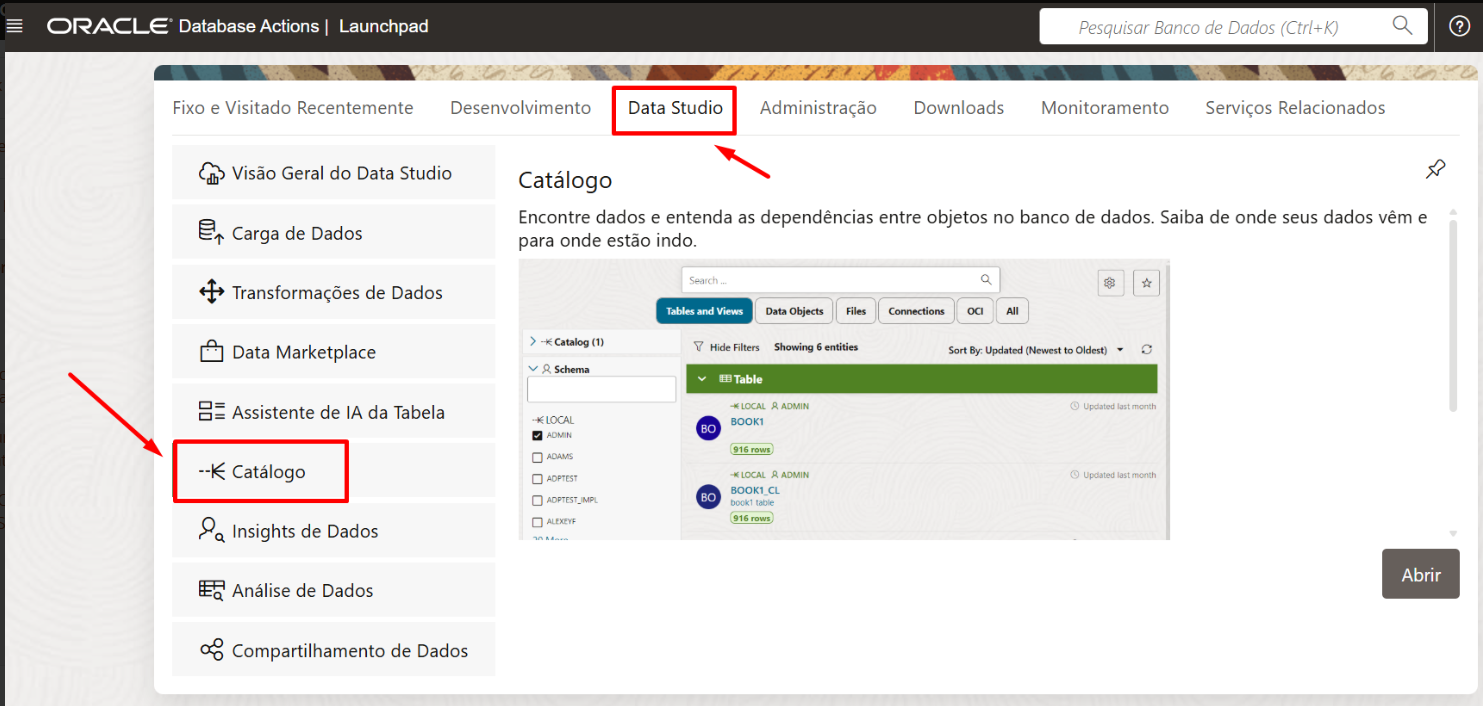 ORACLE Database Actions | Launchpad
Pesquisar Banco de Dados (Ctrl+K)
Fixo e Visitado Recentemente
Desenvolvimento
Data Studio
Administração
Downloads
Monitoramento
Serviços Relacionados
Visão Geral do Data Studio
Carga de Dados
Transformações de Dados
Data Marketplace
Assistente de IA da Tabela
Catálogo
Insights de Dados
Análise de Dados
Compartilhamento de Dados
Catálogo
Encontre dados e entenda as dependências entre objetos no banco de dados. Saiba de onde seus dados vêm e
para onde estão indo.
Search ...
Tables and Views
Data Objects
Files
Connections
OCI
All
Catalog (1)
Schema
LOCAL
ADMIN
ADAMS
ADPTEST
ADPTEST_IMPL
ALEXEYF
Hide Filters
Showing 6 entities
Sort By: Updated (Newest to Oldest)
Table
LOCAL ADMIN
Updated last month
BO
BOOK1
916 rows
LOCAL ADMIN
Updated last month
BO
BOOK1_CL
book1 table
916 rows
Abrir